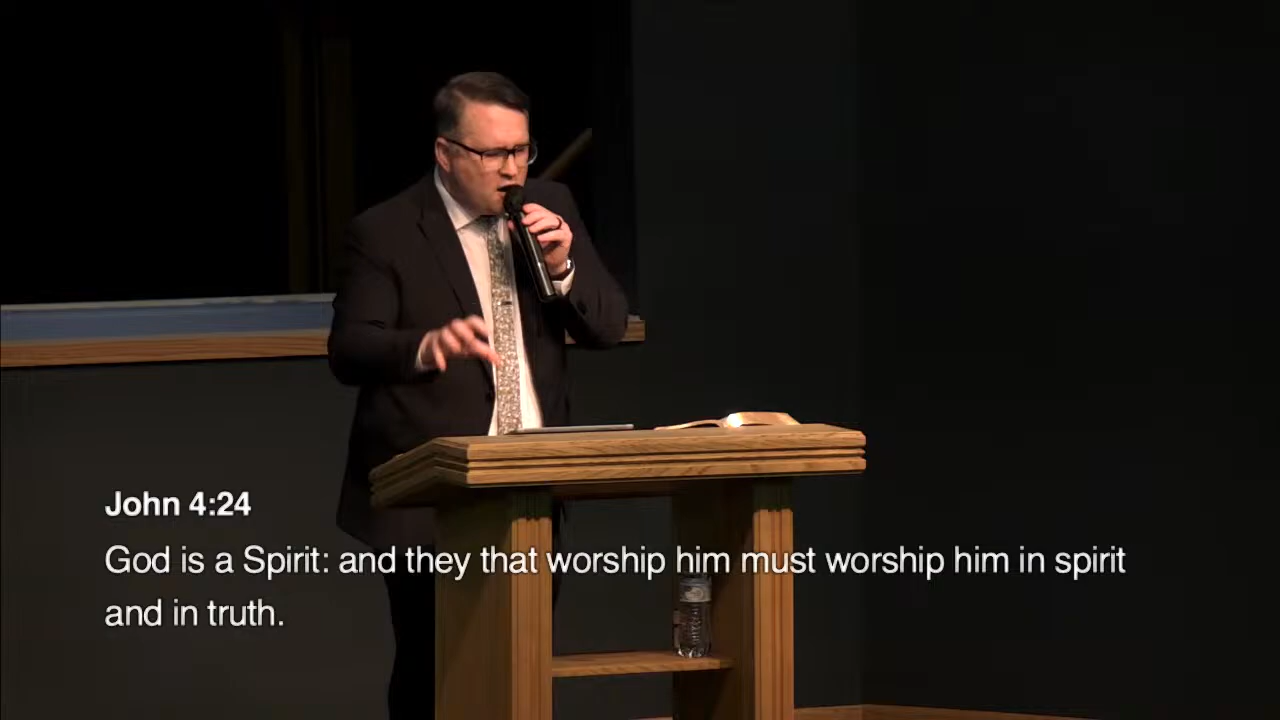 John 4:24
God is a Spirit: and they that worship him must worship him in spirit
and in truth.